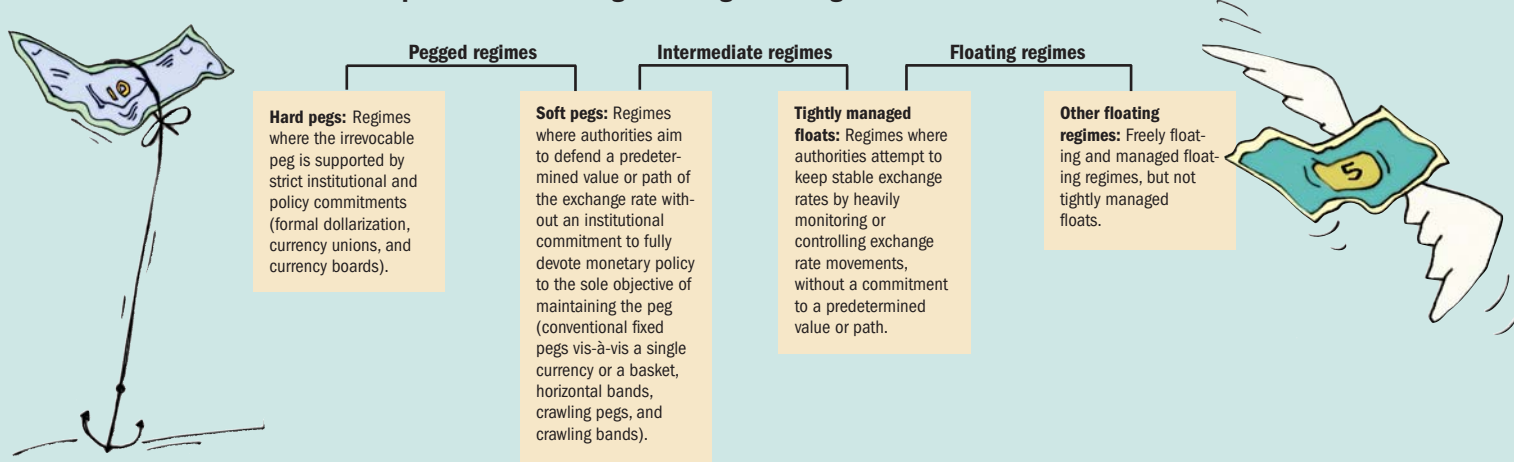 Pegged regimes
Intermediate regimes
Floating regimes
Hard pegs: Regimes
where the irrevocable
peg is supported by
strict institutional and
policy commitments
(formal dollarization,
currency unions, and
currency boards).
Soft pegs: Regimes
where authorities aim
to defend a predeter-
mined value or path of
the exchange rate with-
out an institutional
commitment to fully
devote monetary policy
to the sole objective of
maintaining the peg
(conventional fixed
pegs vis-à-vis a single
currency or a basket,
horizontal bands,
crawling pegs, and
crawling bands).
Tightly managed
floats: Regimes where
authorities attempt to
keep stable exchange
rates by heavily
monitoring or
controlling exchange
rate movements,
without a commitment
to a predetermined
value or path.
Other floating
regimes: Freely float-
ing and managed float-
ing regimes, but not
tightly managed
floats.
10
5